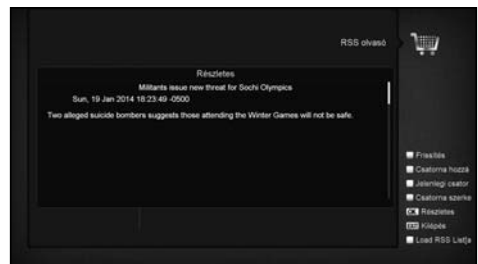 RSS olvasó
Részletes
Militants issue new threat for Sochi Olympics
Sun, 19 Jan 2014 18:23:49 -0500
Two alleged suicide bombers suggests those attending the Winter Games will not be safe.
Frissítés
Csatorna hozzá
Jelenlegi csator
Csatorna szerke
OK Részletes
EXIT Kilépés
Load RSS Listja